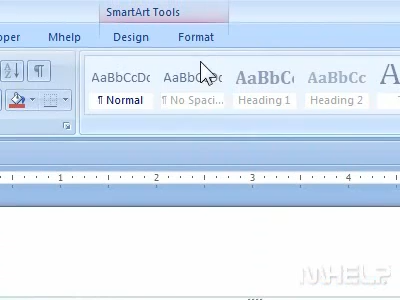 SmartArt Tools
oper Mhelp Design Format
A Z ¶
AaBbCcDc AaBbCcDc AaBbCc AaBbCc A
¶ Normal ¶ No Spaci... Heading 1 Heading 2 T
1 2 3 4
MHELP